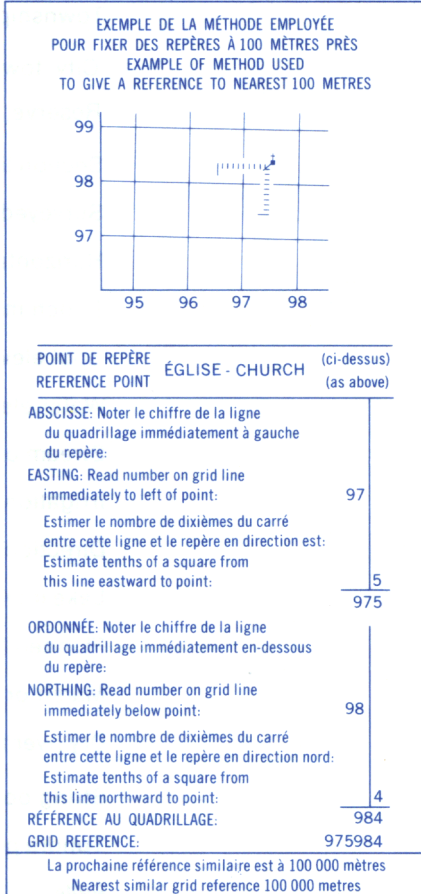 EXEMPLE DE LA MÉTHODE EMPLOYÉE
POUR FIXER DES REPÈRES À 100 MÈTRES PRÈS
EXAMPLE OF METHOD USED
TO GIVE A REFERENCE TO NEAREST 100 METRES
99
98
97
95 96 97 98
POINT DE REPÈRE
REFERENCE POINT
ÉGLISE - CHURCH
(ci-dessus)
(as above)
ABSCISSE: Noter le chiffre de la ligne
du quadrillage immédiatement à gauche
du repère:
EASTING: Read number on grid line
immediately to left of point: 97
Estimer le nombre de dixièmes du carré
entre cette ligne et le repère en direction est:
Estimate tenths of a square from
this line eastward to point: 5
975
ORDONNÉE: Noter le chiffre de la ligne
du quadrillage immédiatement en-dessous
du repère:
NORTHING: Read number on grid line
immediately below point: 98
Estimer le nombre de dixièmes du carré
entre cette ligne et le repère en direction nord:
Estimate tenths of a square from
this line northward to point: 4
RÉFÉRENCE AU QUADRILLAGE: 984
GRID REFERENCE: 975984
La prochaine référence similaire est à 100 000 mètres
Nearest similar grid reference 100 000 metres